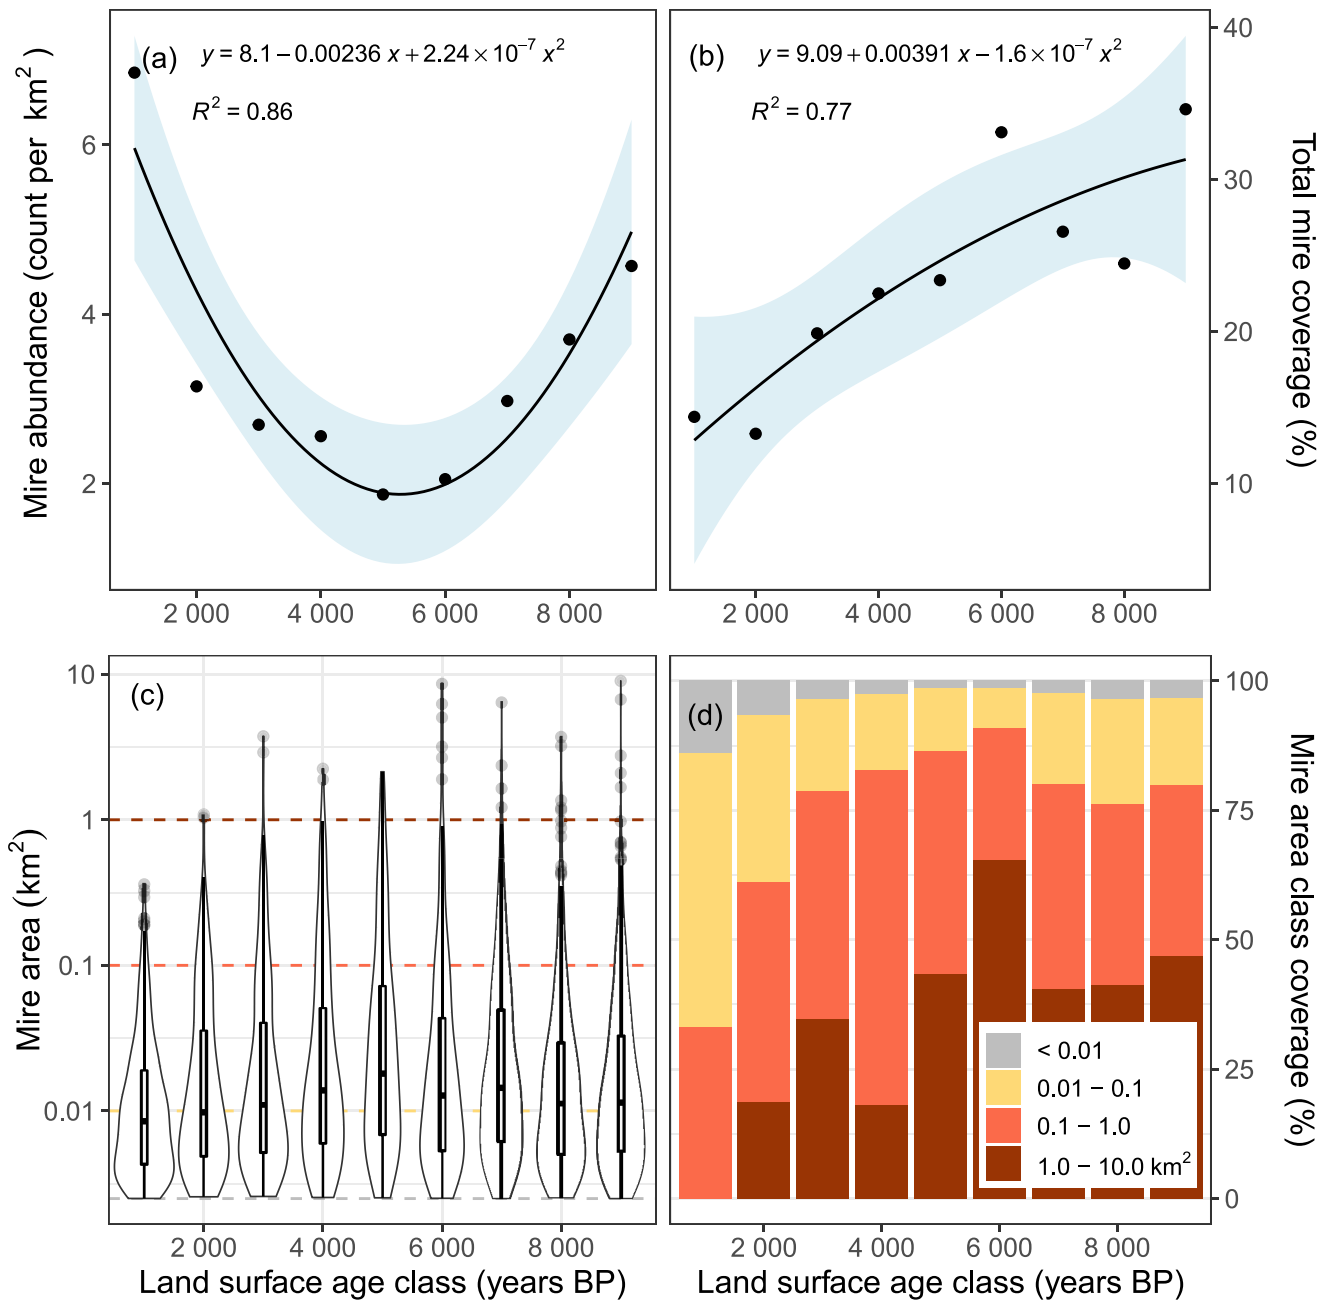 (a) y = 8.1 − 0.00236 x + 2.24 × 10⁻⁷ x²
R² = 0.86
Mire abundance (count per km²)
6
4
2
2 000 4 000 6 000 8 000
(b) y = 9.09 + 0.00391 x − 1.6 × 10⁻⁷ x²
R² = 0.77
40
30
20
10
Total mire coverage (%)
2 000 4 000 6 000 8 000
(c)
Mire area (km²)
10
1
0.1
0.01
2 000 4 000 6 000 8 000
Land surface age class (years BP)
(d)
100
75
50
25
0
Mire area class coverage (%)
< 0.01
0.01 − 0.1
0.1 − 1.0
1.0 − 10.0 km²
2 000 4 000 6 000 8 000
Land surface age class (years BP)